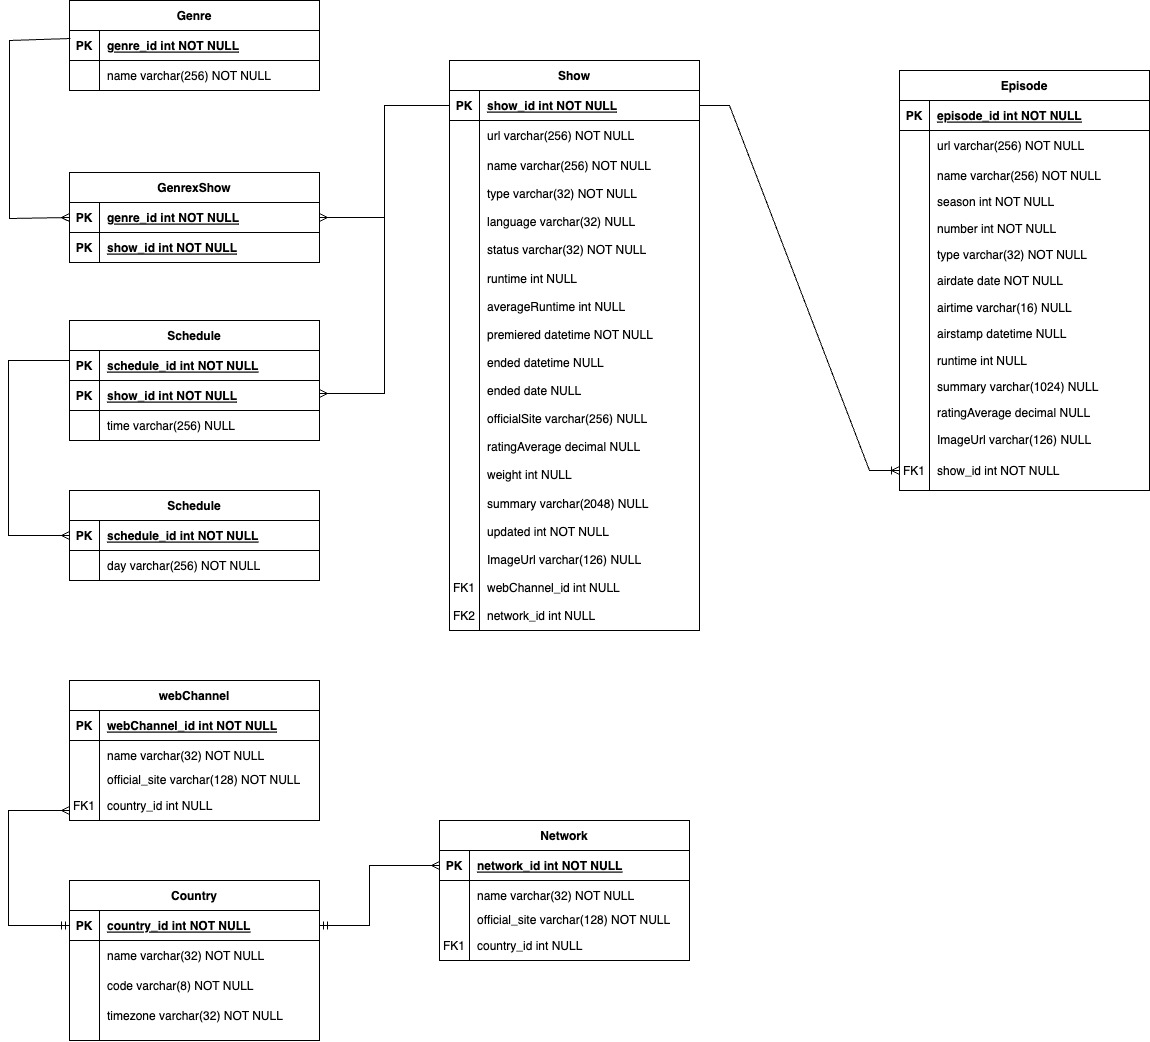 Genre
PK genre_id int NOT NULL
name varchar(256) NOT NULL
GenrexShow
PK genre_id int NOT NULL
PK show_id int NOT NULL
Schedule
PK schedule_id int NOT NULL
PK show_id int NOT NULL
time varchar(256) NULL
Schedule
PK schedule_id int NOT NULL
day varchar(256) NOT NULL
Show
PK show_id int NOT NULL
url varchar(256) NOT NULL
name varchar(256) NOT NULL
type varchar(32) NOT NULL
language varchar(32) NULL
status varchar(32) NOT NULL
runtime int NULL
averageRuntime int NULL
premiered datetime NOT NULL
ended datetime NULL
ended date NULL
officialSite varchar(256) NULL
ratingAverage decimal NULL
weight int NULL
summary varchar(2048) NULL
updated int NOT NULL
ImageUrl varchar(126) NULL
FK1 webChannel_id int NULL
FK2 network_id int NULL
Episode
PK episode_id int NOT NULL
url varchar(256) NOT NULL
name varchar(256) NOT NULL
season int NOT NULL
number int NOT NULL
type varchar(32) NOT NULL
airdate date NOT NULL
airtime varchar(16) NULL
airstamp datetime NULL
runtime int NULL
summary varchar(1024) NULL
ratingAverage decimal NULL
ImageUrl varchar(126) NULL
FK1 show_id int NOT NULL
webChannel
PK webChannel_id int NOT NULL
name varchar(32) NOT NULL
official_site varchar(128) NOT NULL
FK1 country_id int NULL
Country
PK country_id int NOT NULL
name varchar(32) NOT NULL
code varchar(8) NOT NULL
timezone varchar(32) NOT NULL
Network
PK network_id int NOT NULL
name varchar(32) NOT NULL
official_site varchar(128) NOT NULL
FK1 country_id int NULL